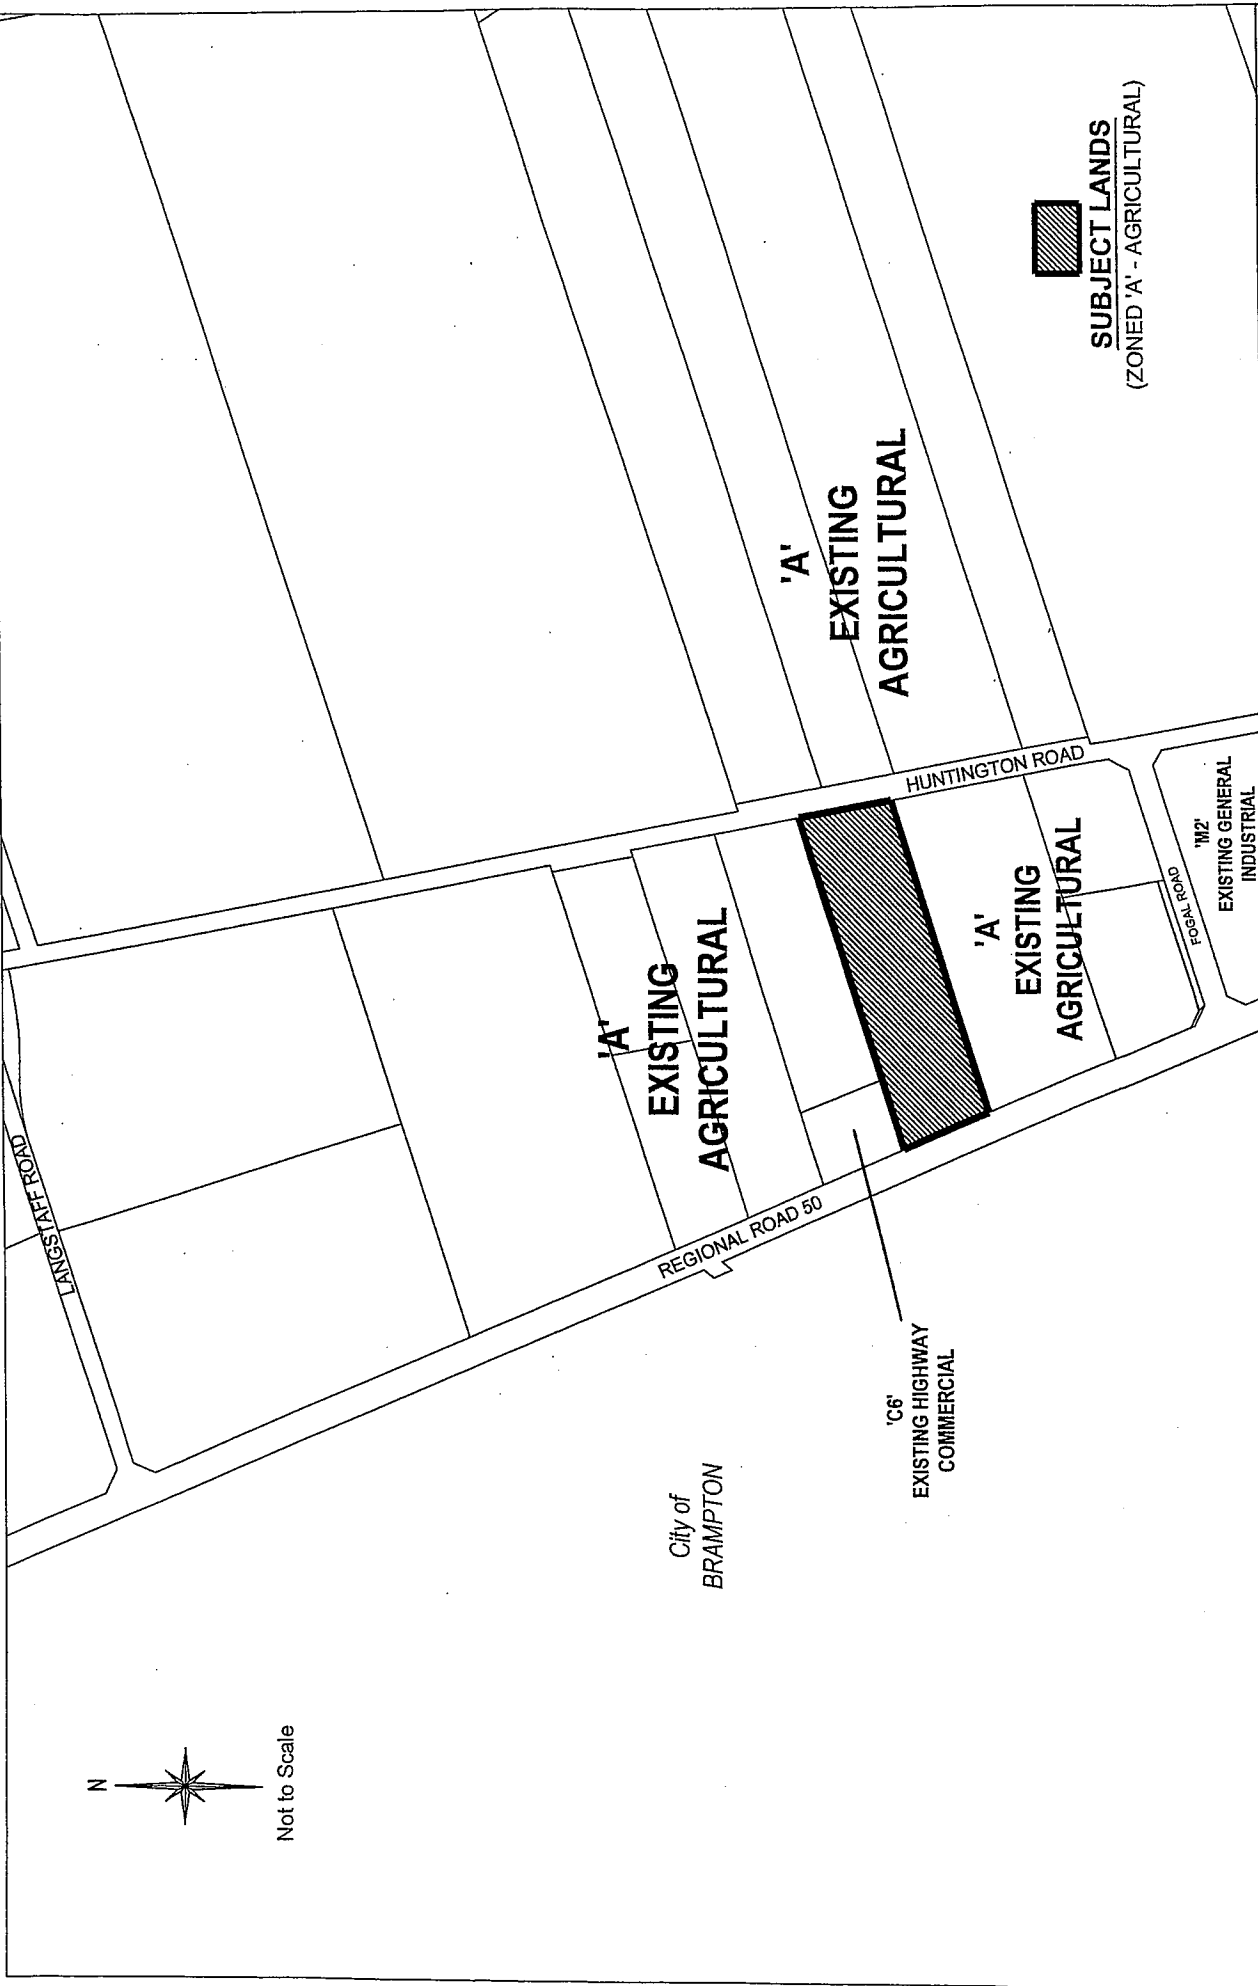 N
Not to Scale
LANGSTAFF ROAD
City of
BRAMPTON
REGIONAL ROAD 50
'A'
EXISTING
AGRICULTURAL
'C6'
EXISTING HIGHWAY
COMMERCIAL
'A'
EXISTING
AGRICULTURAL
HUNTINGTON ROAD
'A'
EXISTING
AGRICULTURAL
FOGAL ROAD
'M2'
EXISTING GENERAL
INDUSTRIAL
SUBJECT LANDS
(ZONED 'A' - AGRICULTURAL)